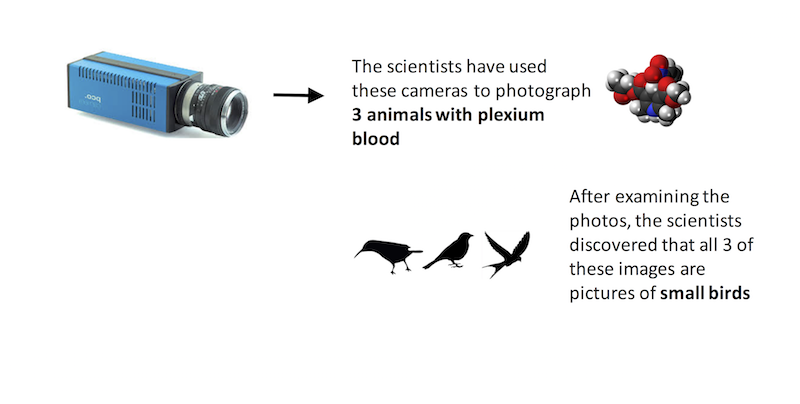 pco.
The scientists have used
these cameras to photograph
3 animals with plexium
blood
After examining the
photos, the scientists
discovered that all 3 of
these images are
pictures of small birds